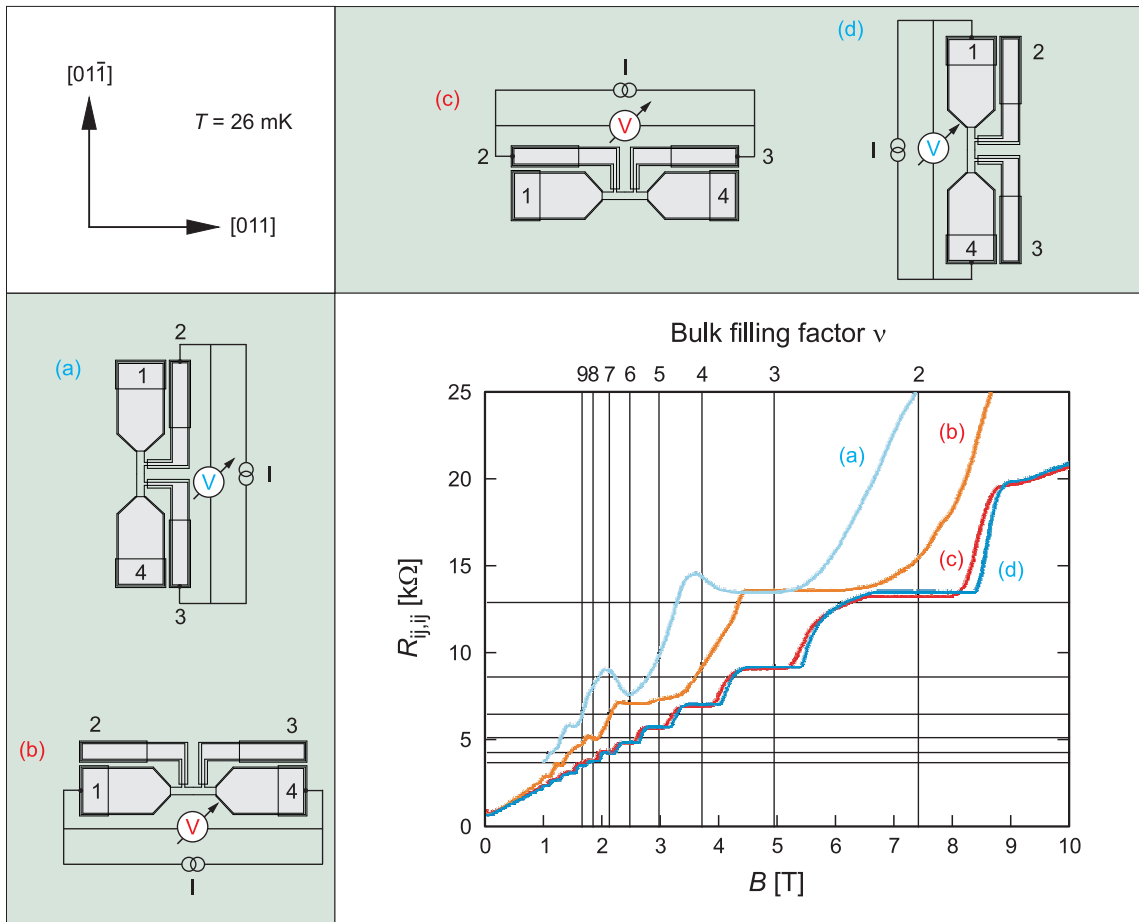 [011̄]
T = 26 mK
[011]
(c)
I
V
2
3
1
4
(d)
1
2
I
V
4
3
(a)
2
1
V
I
4
3
(b)
2
3
1
4
V
I
Bulk filling factor ν
9 8 7 6 5 4 3 2
25
20
15
10
5
0
R_ij,ij [kΩ]
(a)
(b)
(c)
(d)
0 1 2 3 4 5 6 7 8 9 10
B [T]